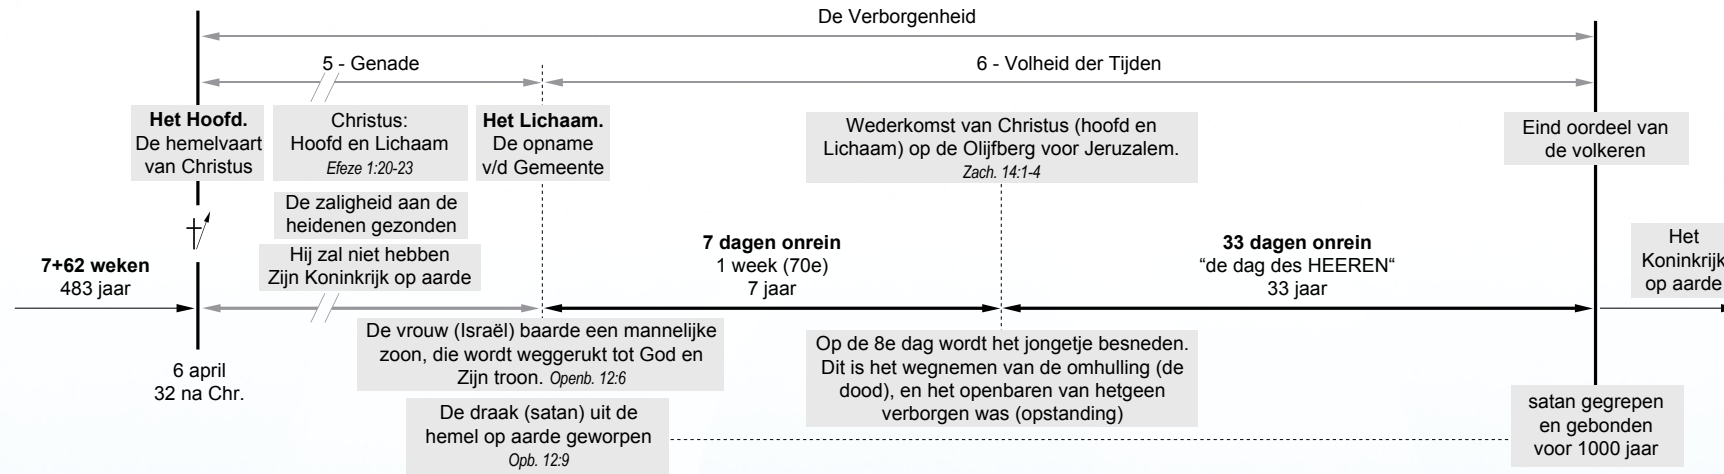 De Verborgenheid
5 - Genade
6 - Volheid der Tijden
Het Hoofd.
De hemelvaart
van Christus
Christus:
Hoofd en Lichaam
Efeze 1:20-23
Het Lichaam.
De opname
v/d Gemeente
Wederkomst van Christus (hoofd en
Lichaam) op de Olijfberg voor Jeruzalem.
Zach. 14:1-4
Eind oordeel van
de volkeren
De zaligheid aan de
heidenen gezonden
Hij zal niet hebben
Zijn Koninkrijk op aarde
7+62 weken
483 jaar
7 dagen onrein
1 week (70e)
7 jaar
33 dagen onrein
“de dag des HEEREN“
33 jaar
Het
Koninkrijk
op aarde
De vrouw (Israël) baarde een mannelijke
zoon, die wordt weggerukt tot God en
Zijn troon. Openb. 12:6
Op de 8e dag wordt het jongetje besneden.
Dit is het wegnemen van de omhulling (de
dood), en het openbaren van hetgeen
verborgen was (opstanding)
6 april
32 na Chr.
De draak (satan) uit de
hemel op aarde geworpen
Opb. 12:9
satan gegrepen
en gebonden
voor 1000 jaar